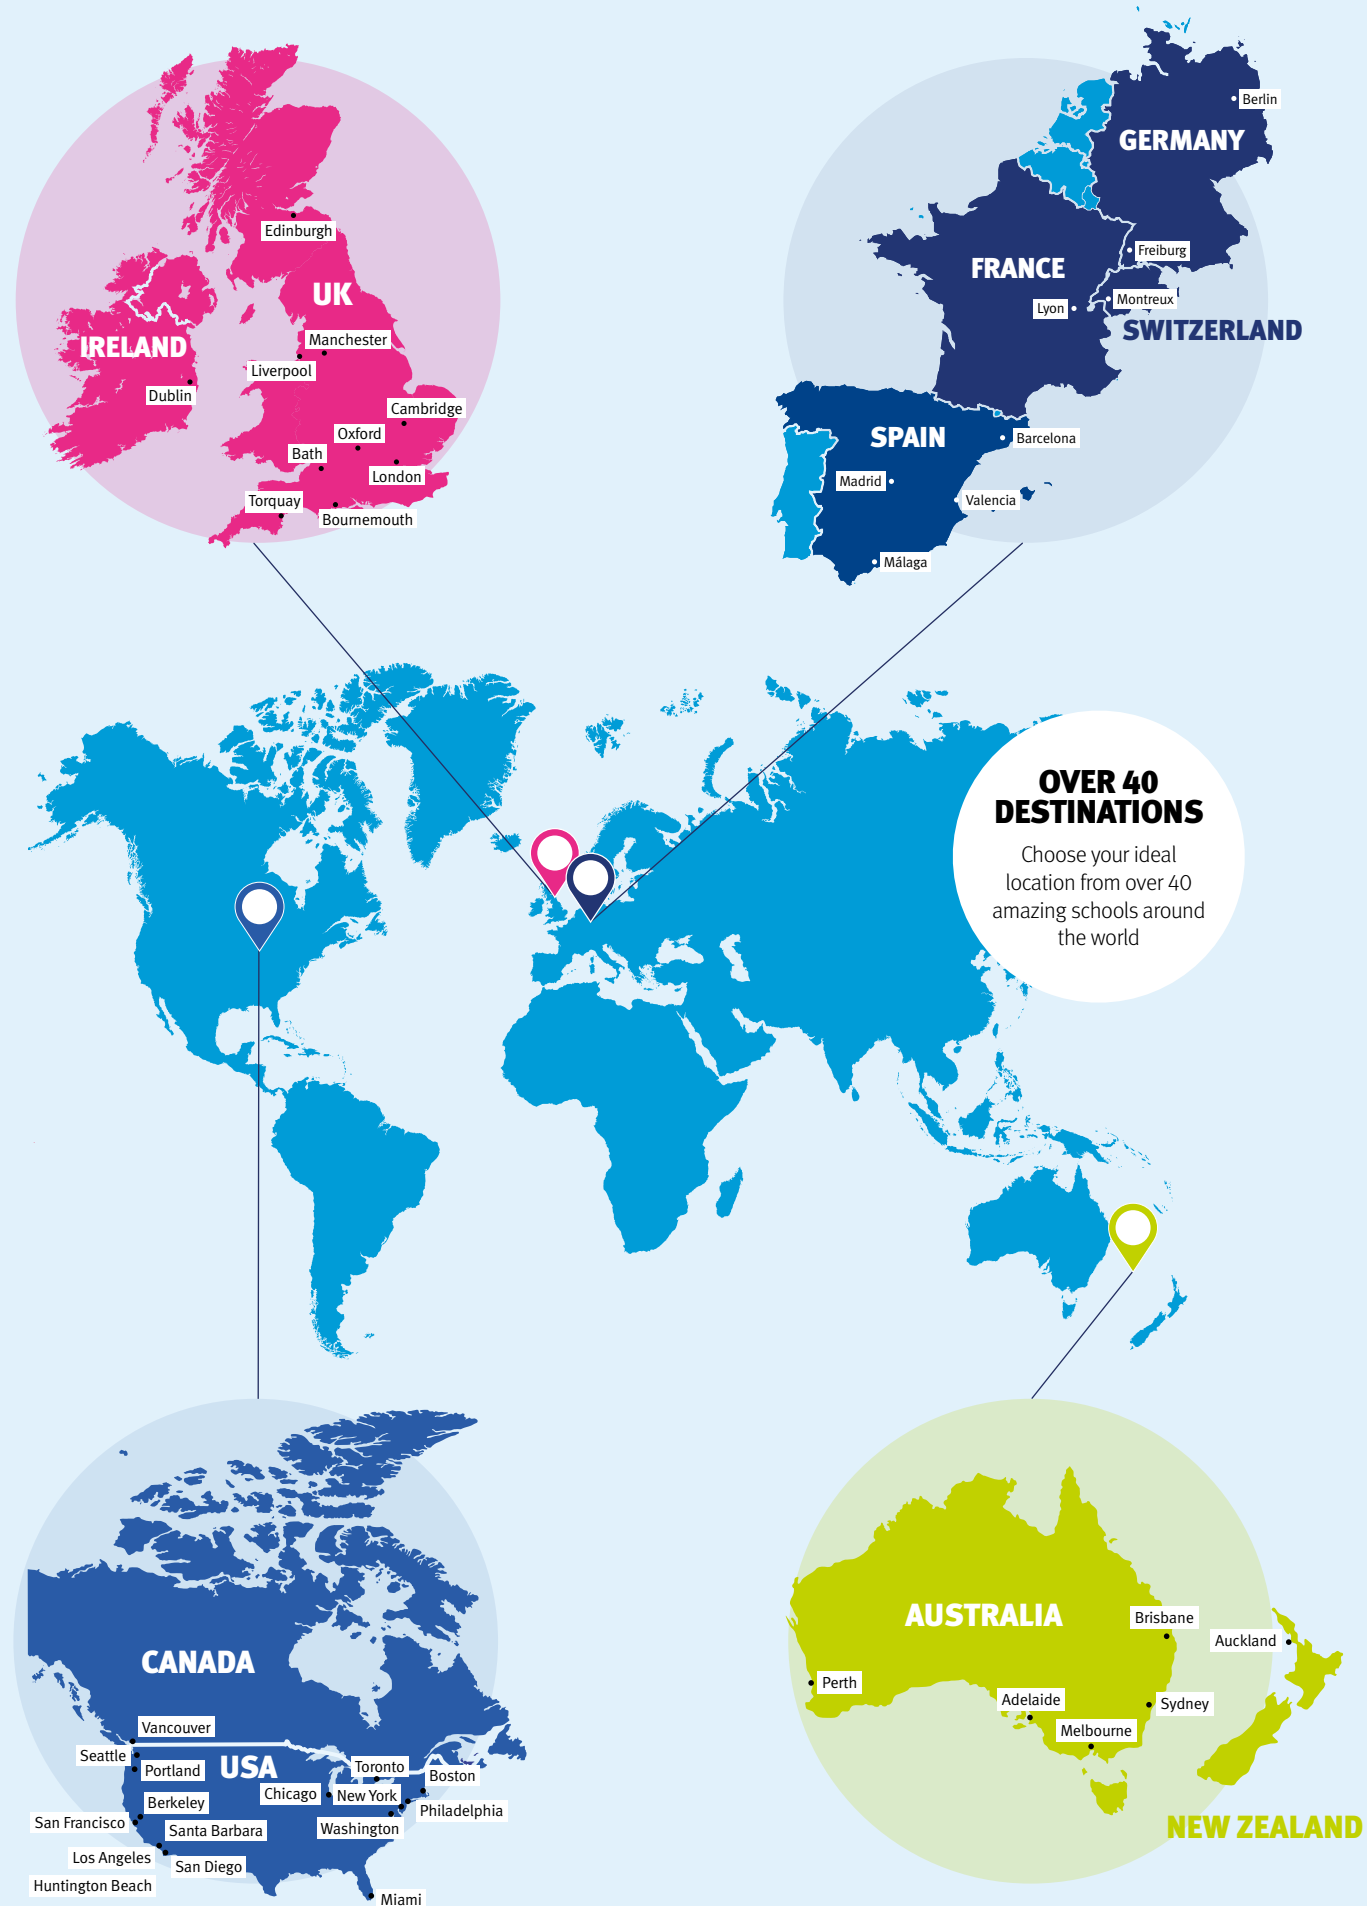 Edinburgh
UK
Manchester
IRELAND
Liverpool
Dublin
Cambridge
Oxford
Bath
London
Torquay
Bournemouth
Berlin
GERMANY
Freiburg
FRANCE
Montreux
Lyon
SWITZERLAND
SPAIN
Barcelona
Madrid
Valencia
Málaga
OVER 40
DESTINATIONS
Choose your ideal
location from over 40
amazing schools around
the world
CANADA
Vancouver
Seattle
USA
Portland
Toronto
Boston
Chicago
New York
Berkeley
Philadelphia
San Francisco
Santa Barbara
Washington
Los Angeles
San Diego
Huntington Beach
Miami
AUSTRALIA
Brisbane
Auckland
Perth
Adelaide
Sydney
Melbourne
NEW ZEALAND